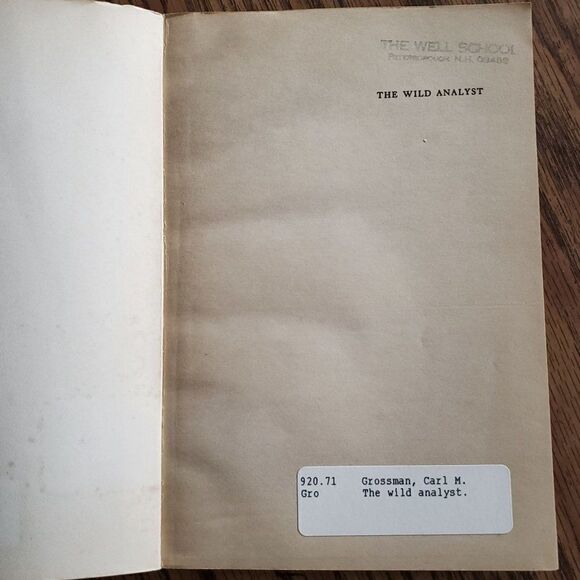 THE WELL SCHOOL
PETERBOROUGH N.H. 03458
THE WILD ANALYST
920.71 Grossman, Carl M.
Gro The wild analyst.